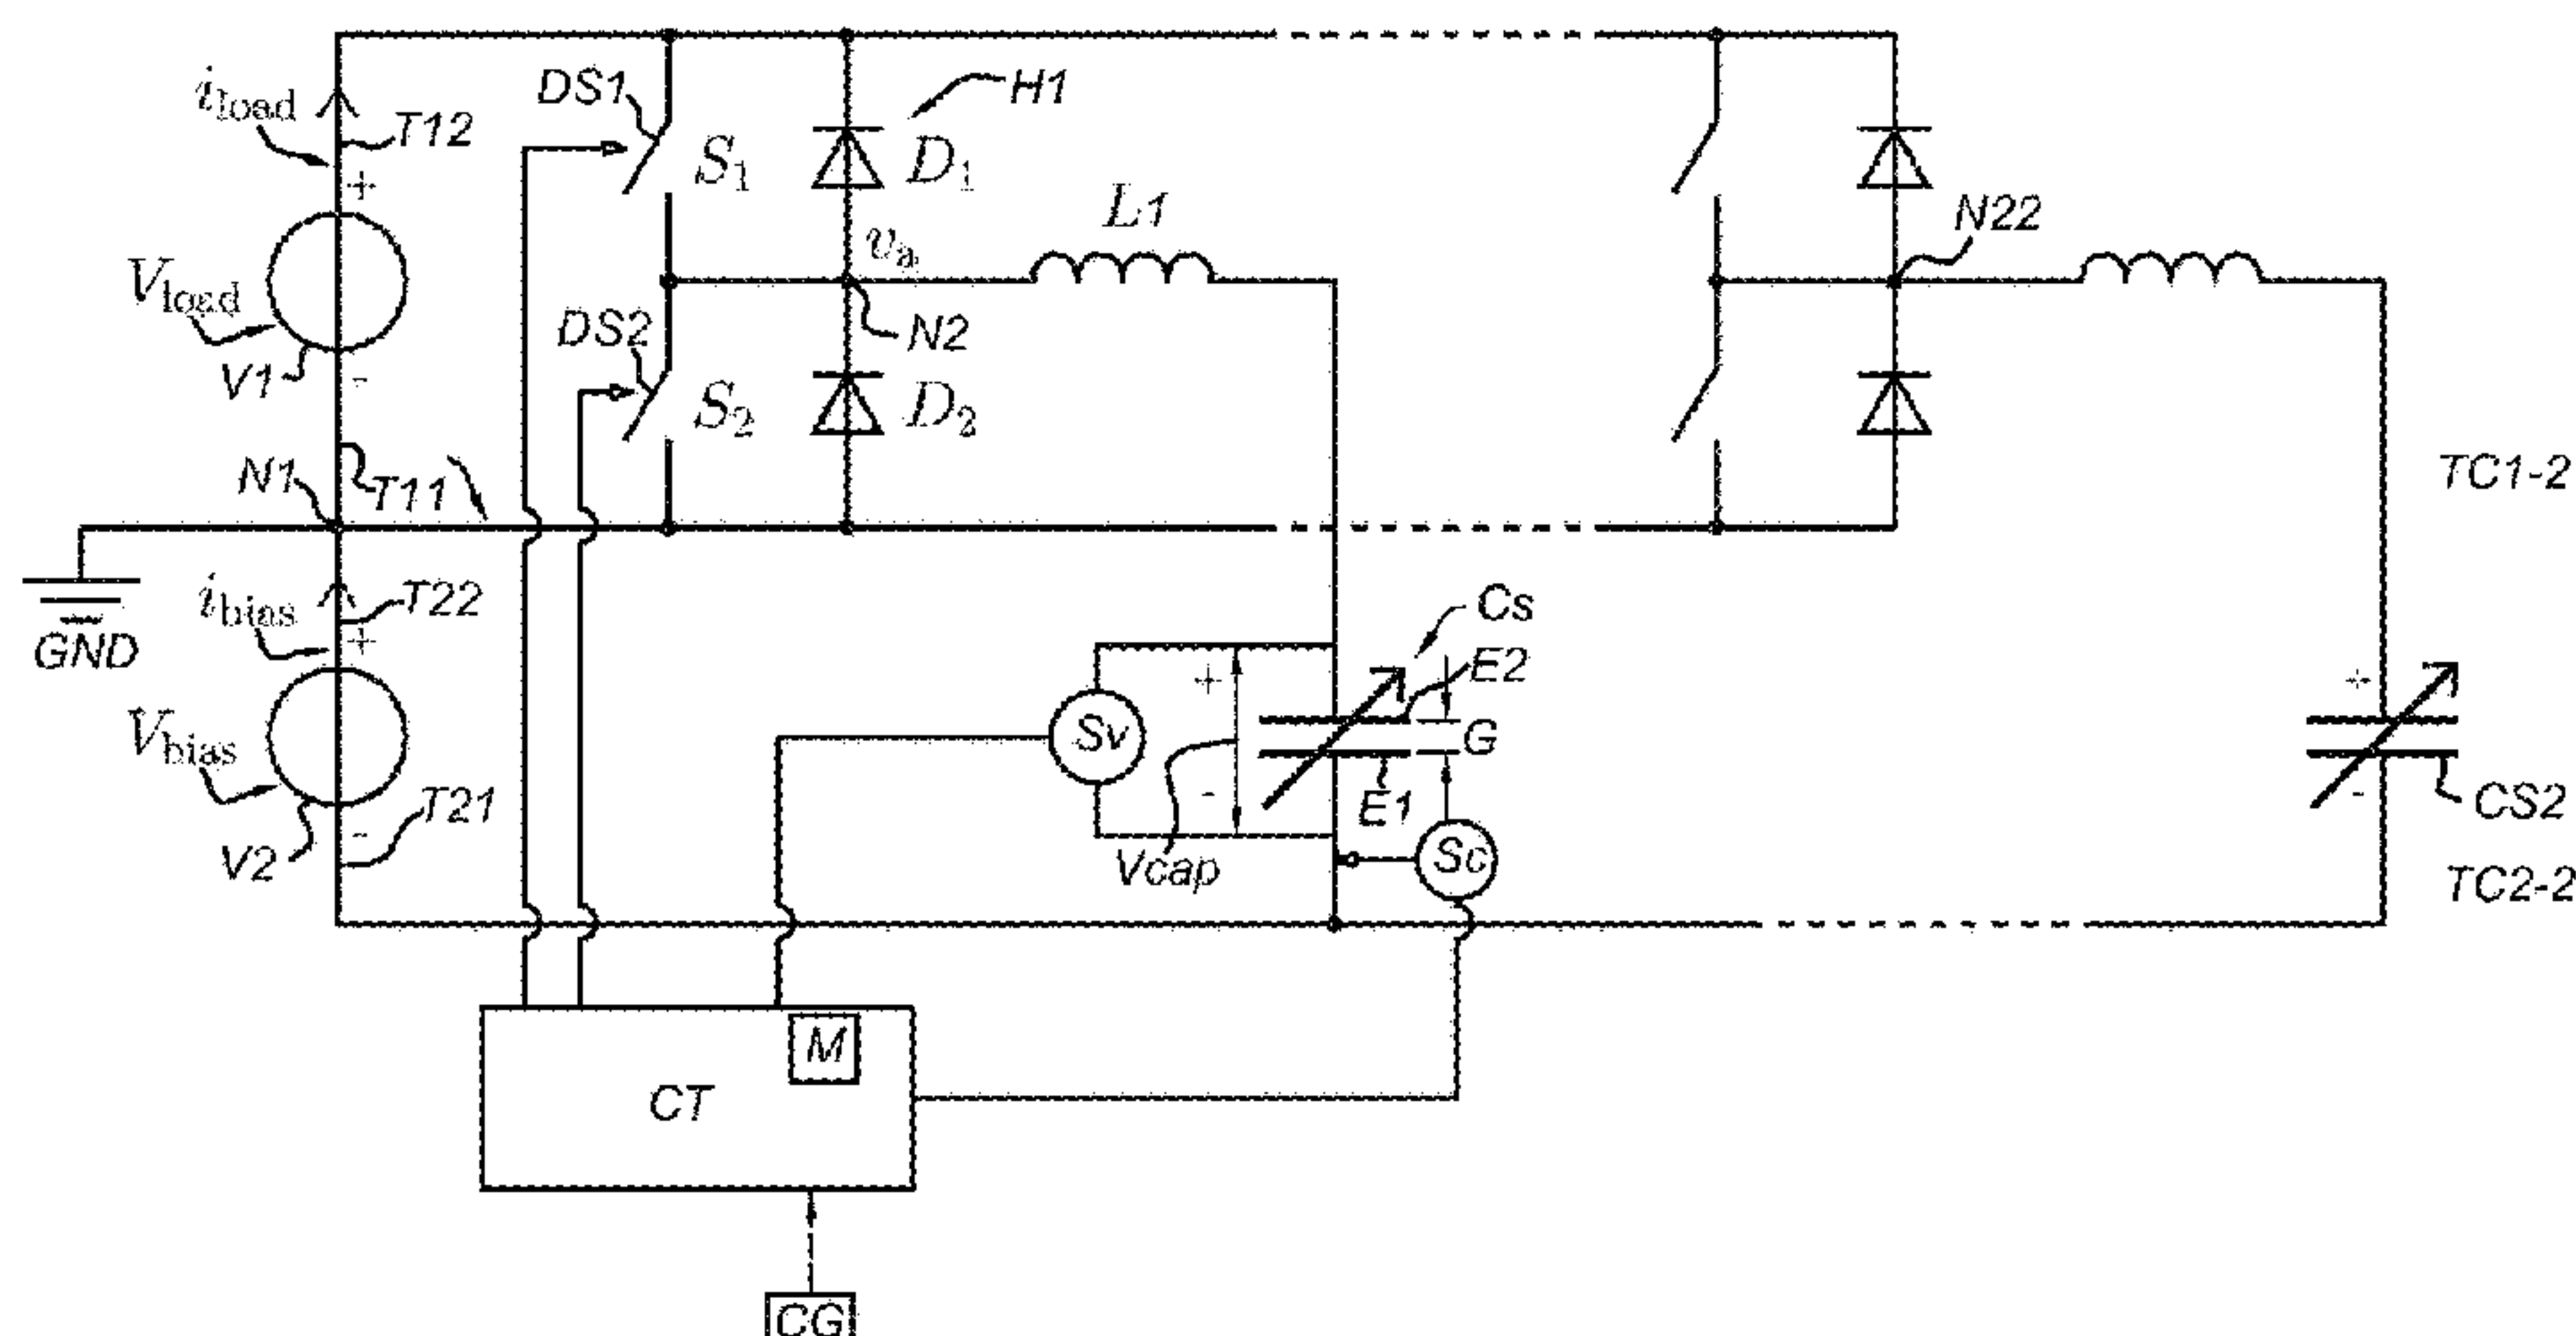 DS1
H1
i_load
T12
S_1
D_1
+
L1
v_a
N22
V_load
DS2
N2
V1
-
S_2
D_2
N1
T11
TC1-2
i_bias
T22
Cs
GND
+
E2
+
+
V_bias
Sv
G
-
E1
-
CS2
T21
-
V2
Vcap
Sc
TC2-2
M
CT
CG